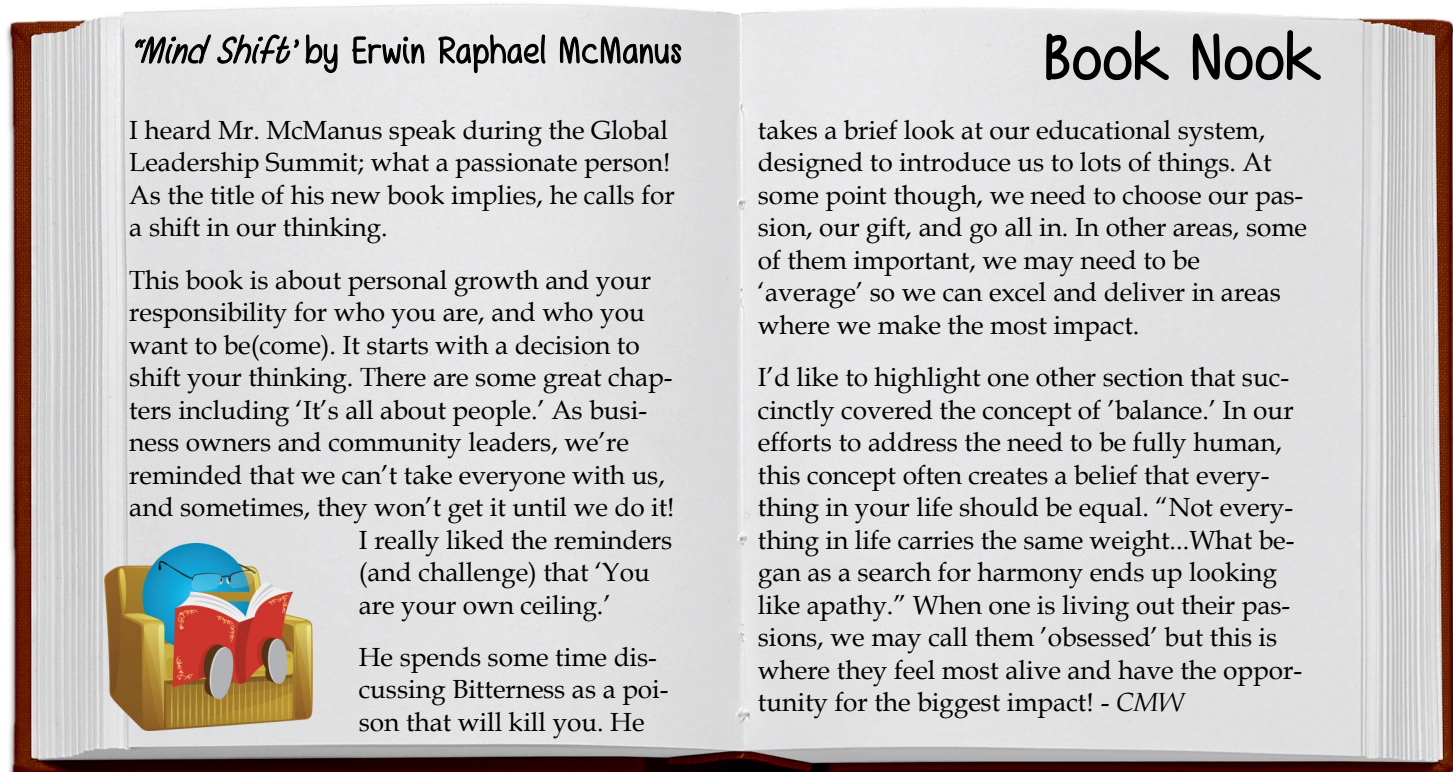 “Mind Shift’ by Erwin Raphael McManus
I heard Mr. McManus speak during the Global
Leadership Summit; what a passionate person!
As the title of his new book implies, he calls for
a shift in our thinking.
This book is about personal growth and your
responsibility for who you are, and who you
want to be(come). It starts with a decision to
shift your thinking. There are some great chap-
ters including ‘It’s all about people.’ As busi-
ness owners and community leaders, we’re
reminded that we can’t take everyone with us,
and sometimes, they won’t get it until we do it!
I really liked the reminders
(and challenge) that ‘You
are your own ceiling.’
He spends some time dis-
cussing Bitterness as a poi-
son that will kill you. He
Book Nook
takes a brief look at our educational system,
designed to introduce us to lots of things. At
some point though, we need to choose our pas-
sion, our gift, and go all in. In other areas, some
of them important, we may need to be
‘average’ so we can excel and deliver in areas
where we make the most impact.
I’d like to highlight one other section that suc-
cinctly covered the concept of ’balance.’ In our
efforts to address the need to be fully human,
this concept often creates a belief that every-
thing in your life should be equal. “Not every-
thing in life carries the same weight...What be-
gan as a search for harmony ends up looking
like apathy.” When one is living out their pas-
sions, we may call them ’obsessed’ but this is
where they feel most alive and have the oppor-
tunity for the biggest impact! - CMW